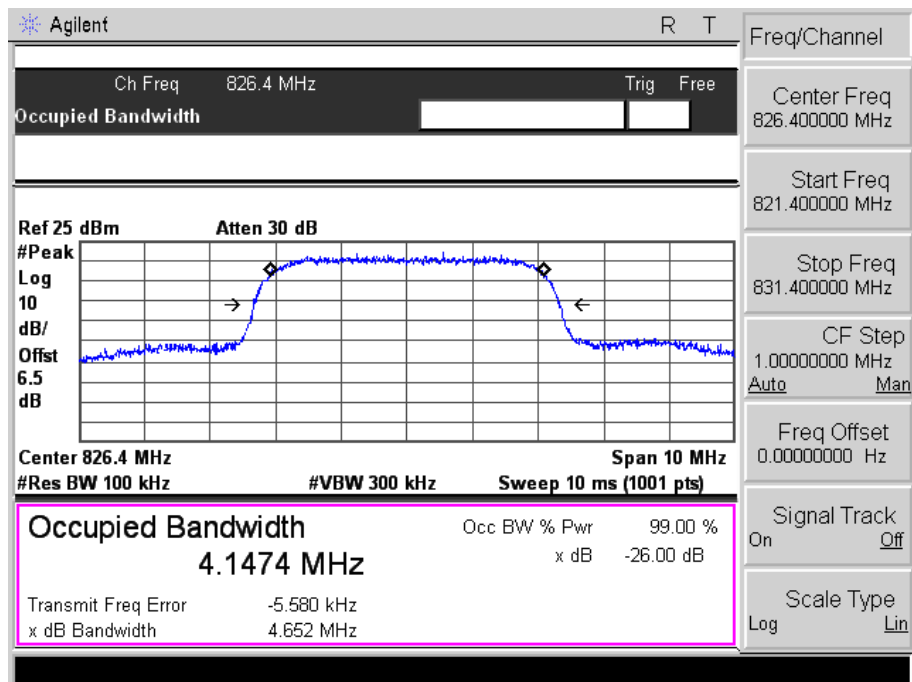 Agilent R T
Freq/Channel
Ch Freq 826.4 MHz Trig Free
Occupied Bandwidth
Center Freq
826.400000 MHz
Start Freq
821.400000 MHz
Stop Freq
831.400000 MHz
CF Step
1.00000000 MHz
Auto Man
Freq Offset
0.00000000 Hz
Signal Track
On Off
Scale Type
Log Lin
Ref 25 dBm Atten 30 dB
#Peak
Log
10
dB/
Offst
6.5
dB
Center 826.4 MHz Span 10 MHz
#Res BW 100 kHz #VBW 300 kHz Sweep 10 ms (1001 pts)
Occupied Bandwidth Occ BW % Pwr 99.00 %
4.1474 MHz x dB -26.00 dB
Transmit Freq Error -5.580 kHz
x dB Bandwidth 4.652 MHz